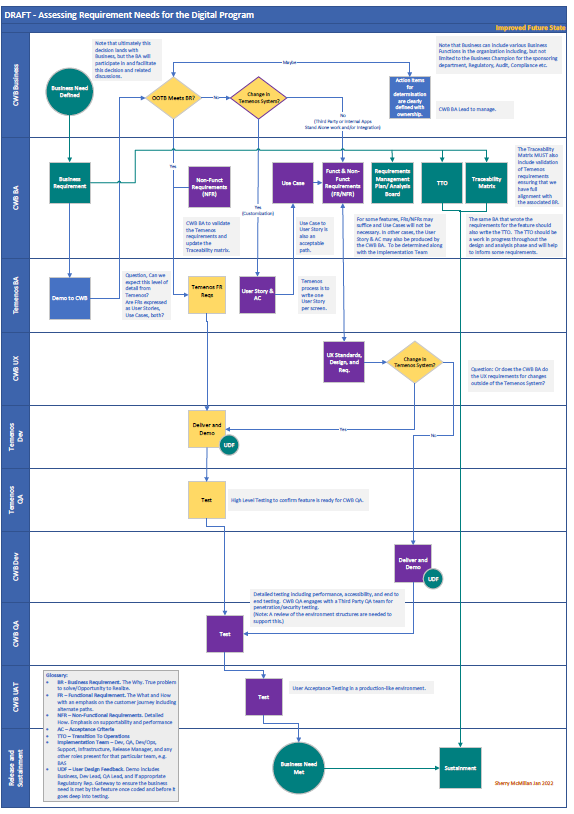 DRAFT - Assessing Requirement Needs for the Digital Program
Improved Future State
CWB Business
Business Need
Defined
Note that ultimately this
decision lands with
Business, but the BA will
participate in and facilitate
this decision and related
discussions.
OOTB Meets BR?
No
Change in
Temenos System?
Maybe
No
(Third Party or Internal Apps
Stand Alone work and/or Integration)
Action Items
for
determination
are clearly
defined with
ownership.
Note that Business can include various Business
Functions in the organization including, but not
limited to the Business Champion for the sponsoring
department, Regulatory, Audit, Compliance etc.
CWB BA Lead to manage.
CWB BA
Business
Requirement
Yes
Non-Funct
Requirements
(NFR)
CWB BA to validate
the Temenos
requirements and
update the
Traceability matrix.
Yes
(Customization)
Use Case
Use Case to
User Story is
also an
acceptable
path.
Funct & Non-
Funct
Requirements
(FR/NFR)
Requirements
Management
Plan/ Analysis
Board
TTO
Traceability
Matrix
The Traceability
Matrix MUST also
include validation
of Temenos
requirements
ensuring that we
have full
alignment with
the associated BR.
For some features, FRs/NFRs may
suffice and Use Cases will not be
necessary. In other cases, the User
Story & AC may also be produced by
the CWB BA. To be determined along
with the Implementation Team
The same BA that wrote the
requirements for the feature should
also write the TTO. The TTO should
be a work in progress throughout the
design and analysis phase and will help
to inform some requirements.
Temenos BA
Demo to CWB
Question, Can we
expect this level of
detail from
Temenos?
Are FRs expressed
as User Stories,
Use Cases, both?
Temenos FR
Reqs
User Story &
AC
Temenos
process is to
write one
User Story
per screen.
CWB UX
UX Standards,
Design, and
Req.
Change in
Temenos System?
Question: Or does the CWB BA do
the UX requirements for changes
outside of the Temenos System?
Temenos
Dev
Deliver and
Demo
UDF
Yes
No
Temenos
QA
Test
High Level Testing to confirm feature is ready for CWB QA.
CWB Dev
Deliver and
Demo
UDF
Detailed testing including performance, accessibility, and end to
end testing. CWB QA engages with a Third Party QA team for
penetration/security testing.
(Note: A review of the environment structures are needed to
support this.)
CWB QA
Test
CWB UAT
Test
User Acceptance Testing in a production-like environment.
Glossary:
• BR - Business Requirement. The Why. True problem
to solve/Opportunity to Realize.
• FR – Functional Requirement. The What and How
with an emphasis on the customer journey including
alternate paths.
• NFR – Non-Functional Requirements. Detailed
How. Emphasis on supportability and performance
• AC – Acceptance Criteria
• TTO – Transition To Operations
• Implementation Team – Dev, QA, Dev/Ops,
Support, Infrastructure, Release Manager, and any
other roles present for that particular team, e.g.
BAS
• UDF – User Design Feedback. Demo includes
Business, Dev Lead, QA Lead, and if appropriate
Regulatory Rep. Gateway to ensure the business
need is met by the feature once coded and before it
goes deep into testing.
Release and
Sustainment
Business Need
Met
Sustainment
Sherry McMillan Jan 2022